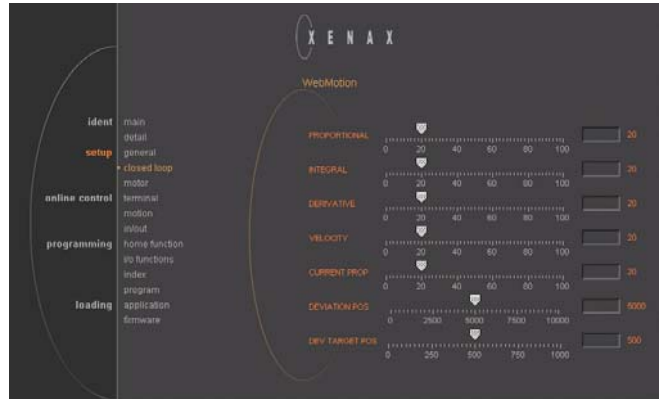 XENAX
WebMotion
ident main
detail
setup general
closed loop
motor
online control terminal
motion
in/out
programming home function
i/o functions
index
program
loading application
firmware
PROPORTIONAL 20
0 20 40 60 80 100
INTEGRAL 20
0 20 40 60 80 100
DERIVATIVE 20
0 20 40 60 80 100
VELOCITY 20
0 20 40 60 80 100
CURRENT PROP 20
0 20 40 60 80 100
DEVIATION POS 5000
0 2500 5000 7500 10000
DEV TARGET POS 500
0 250 500 750 1000